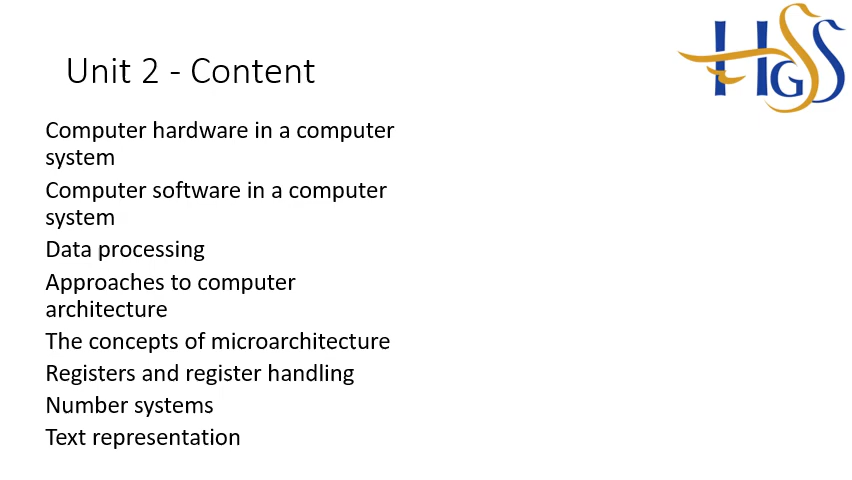 Unit 2 - Content
HGSS
Computer hardware in a computer
system
Computer software in a computer
system
Data processing
Approaches to computer
architecture
The concepts of microarchitecture
Registers and register handling
Number systems
Text representation